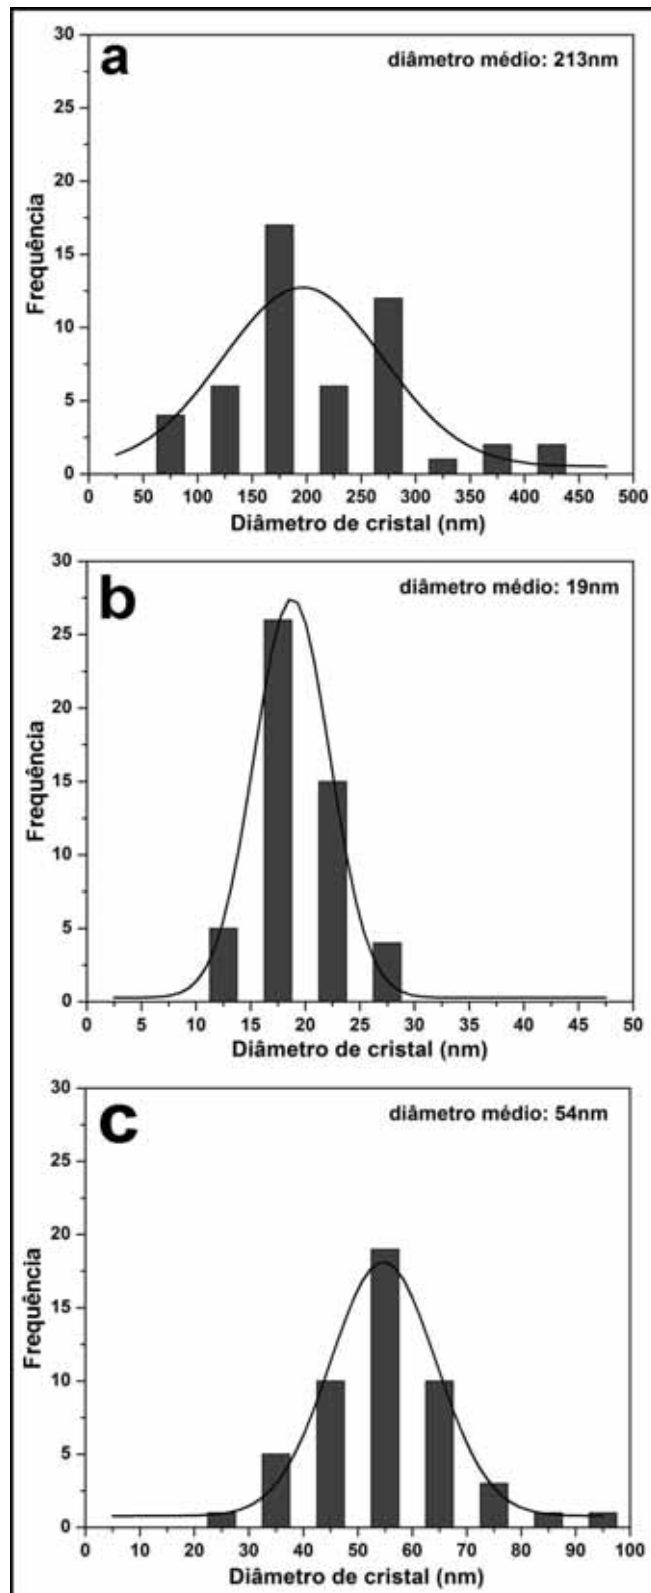 a
diâmetro médio: 213nm
30
25
20
15
10
5
0
Frequência
0 50 100 150 200 250 300 350 400 450 500
Diâmetro de cristal (nm)
b
diâmetro médio: 19nm
30
25
20
15
10
5
0
Frequência
0 5 10 15 20 25 30 35 40 45 50
Diâmetro de cristal (nm)
c
diâmetro médio: 54nm
30
25
20
15
10
5
0
Frequência
0 10 20 30 40 50 60 70 80 90 100
Diâmetro de cristal (nm)